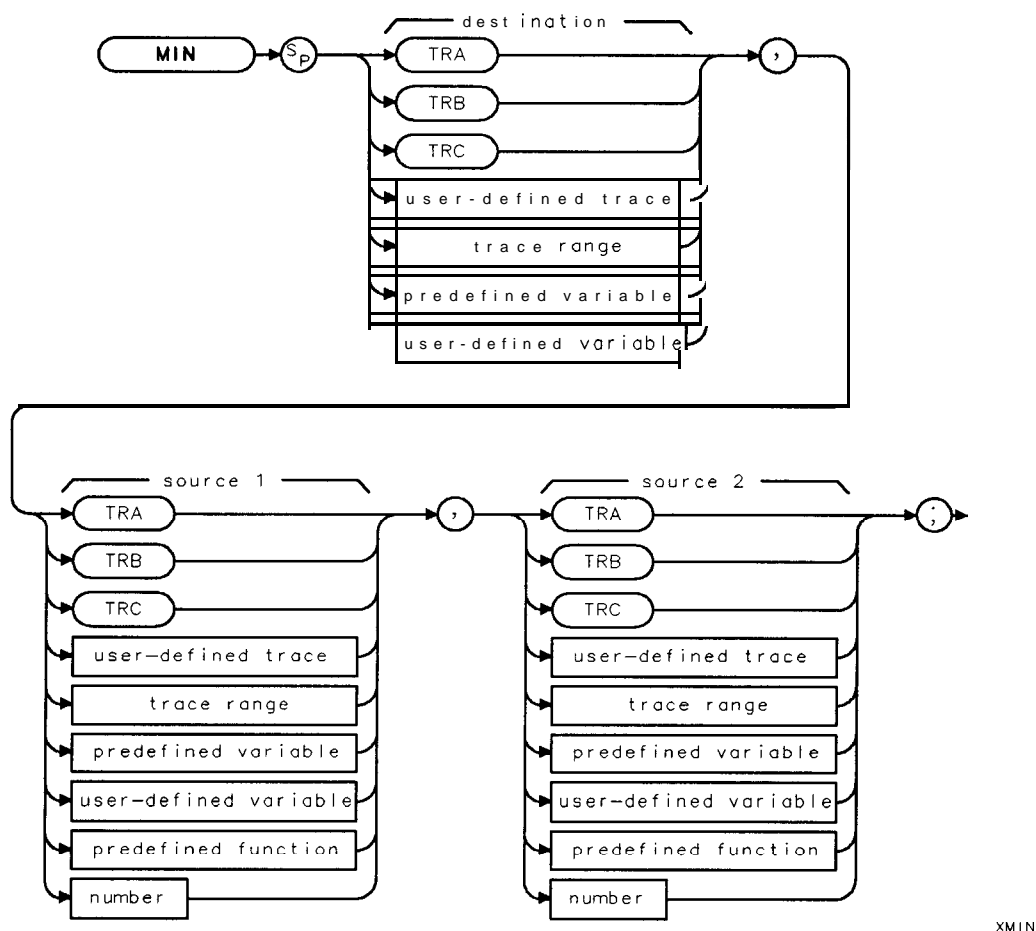 destination
MIN SP TRA ,
TRB
TRC
user-defined trace
trace range
predefined variable
user-defined variable
source 1
TRA ,
TRB
TRC
user-defined trace
trace range
predefined variable
user-defined variable
predefined function
number
source 2
TRA ;
TRB
TRC
user-defined trace
trace range
predefined variable
user-defined variable
predefined function
number
XMIN